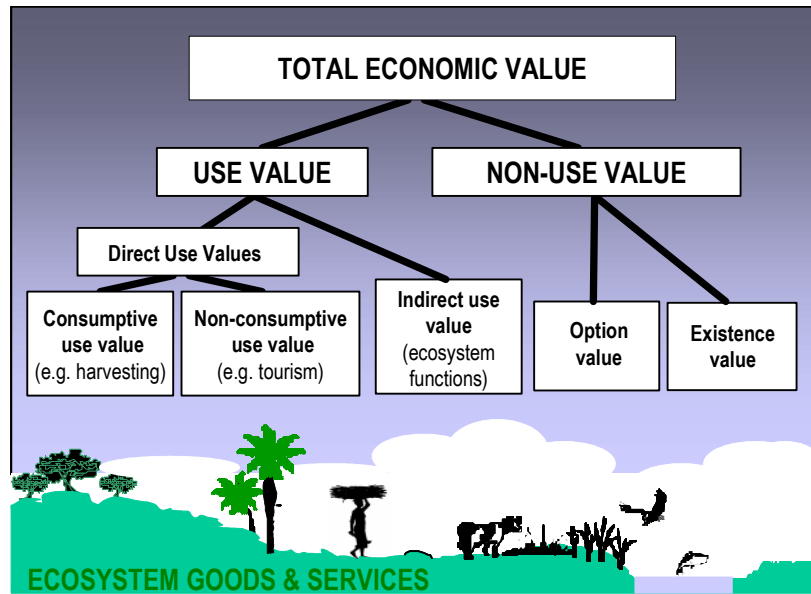 TOTAL ECONOMIC VALUE
USE VALUE
NON-USE VALUE
Direct Use Values
Consumptive
use value
(e.g. harvesting)
Non-consumptive
use value
(e.g. tourism)
Indirect use
value
(ecosystem
functions)
Option
value
Existence
value
ECOSYSTEM GOODS & SERVICES